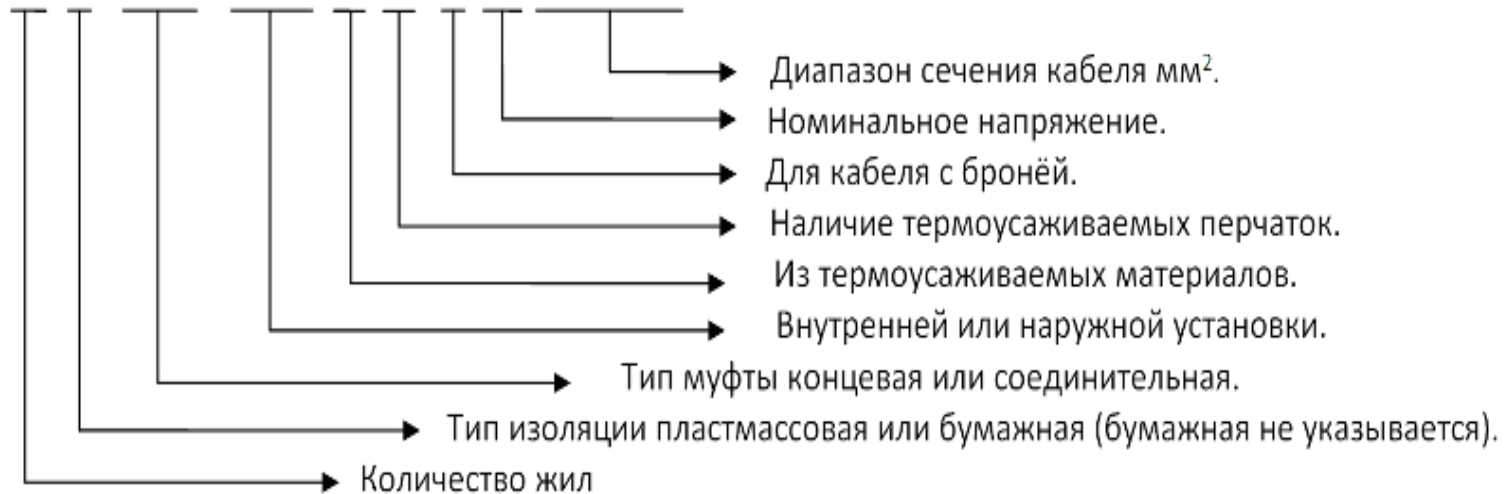 Диапазон сечения кабеля мм².
Номинальное напряжение.
Для кабеля с бронёй.
Наличие термоусаживаемых перчаток.
Из термоусаживаемых материалов.
Внутренней или наружной установки.
Тип муфты концевая или соединительная.
Тип изоляции пластмассовая или бумажная (бумажная не указывается).
Количество жил